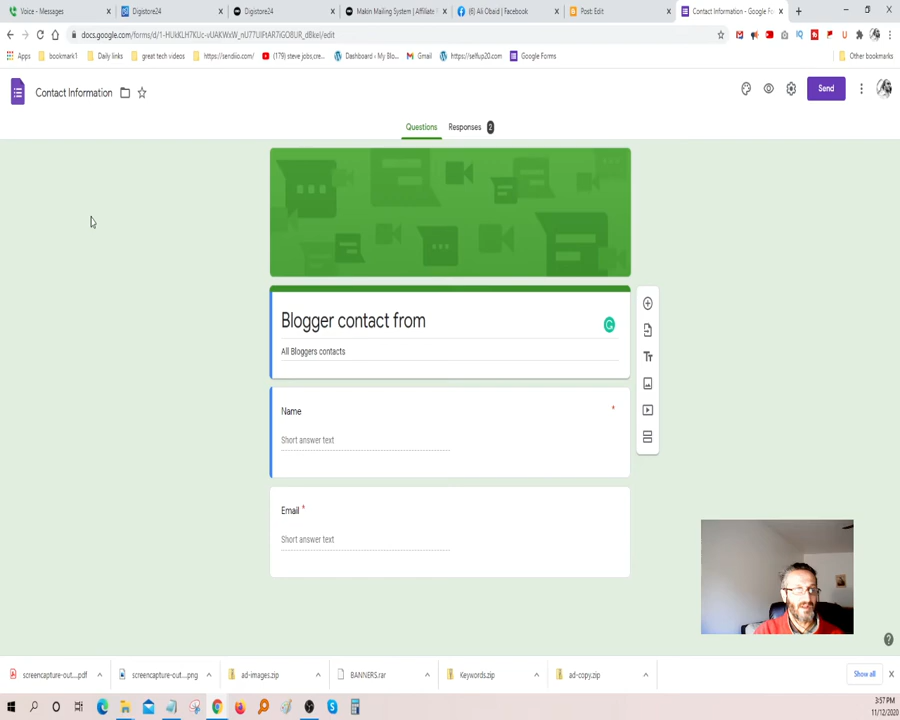 Voice - Messages
Digistore24
Digistore24
Makin Mailing System | Affiliate
(6) Ali Obaid | Facebook
Post: Edit
Contact Information - Google Fo
docs.google.com/forms/d/1-HUkKLH7KUc-vUAKWxW_nU77UlFtAR7iGO8UR_dBkeI/edit
Apps
bookmark1
Daily links
great tech videos
https://sendiio.com/
(179) steve jobs,cre...
Dashboard ‹ My Blo...
Gmail
https://selfup20.com
Google Forms
Other bookmarks
Contact Information
Send
Questions
Responses 2
Blogger contact from
All Bloggers contacts
Name *
Short answer text
Email *
Short answer text
screencapture-out....pdf
screencapture-out....png
ad-images.zip
BANNERS.rar
Keywords.zip
ad-copy.zip
Show all
3:57 PM
11/12/2020